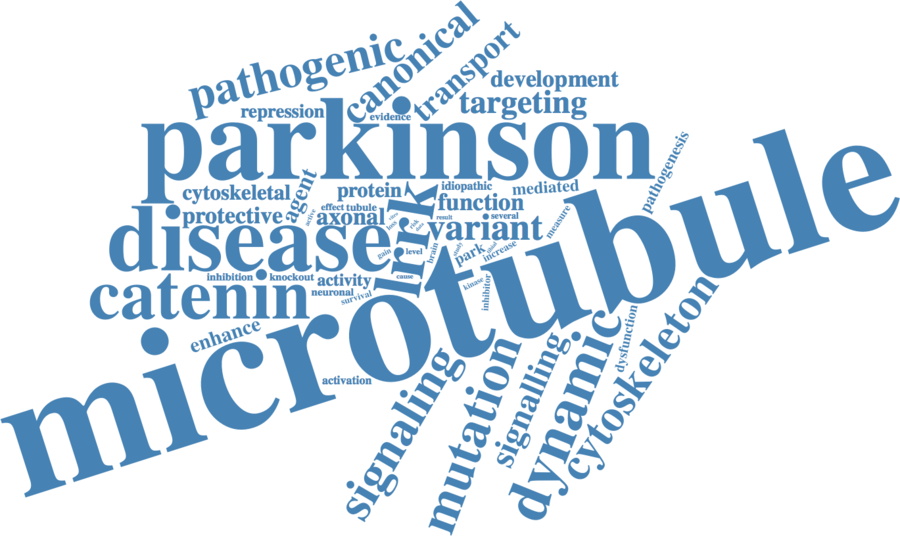 pathogenic
canonical
transport
development
targeting
repression
evidence
parkinson
pathogenesis
cytoskeletal
agent
protein
lrrk
idiopathic
mediated
function
protective
active
effect
tubule
axonal
result
several
variant
measure
disease
gain
level
brain
study
park
increase
inhibition
knockout
activity
cause
kinase
inhibitor
catenin
neuronal
survival
microtubule
enhance
activation
signaling
mutation
signalling
dynamic
cytoskeleton
dysfunction